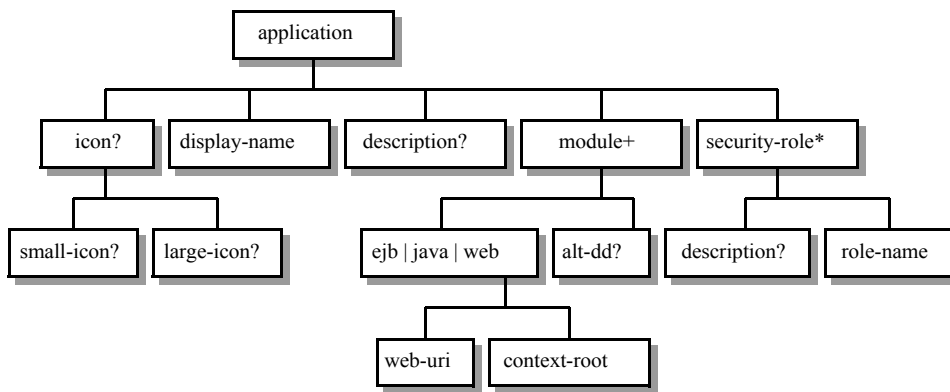 application
icon?
display-name
description?
module+
security-role*
small-icon?
large-icon?
ejb | java | web
alt-dd?
description?
role-name
web-uri
context-root